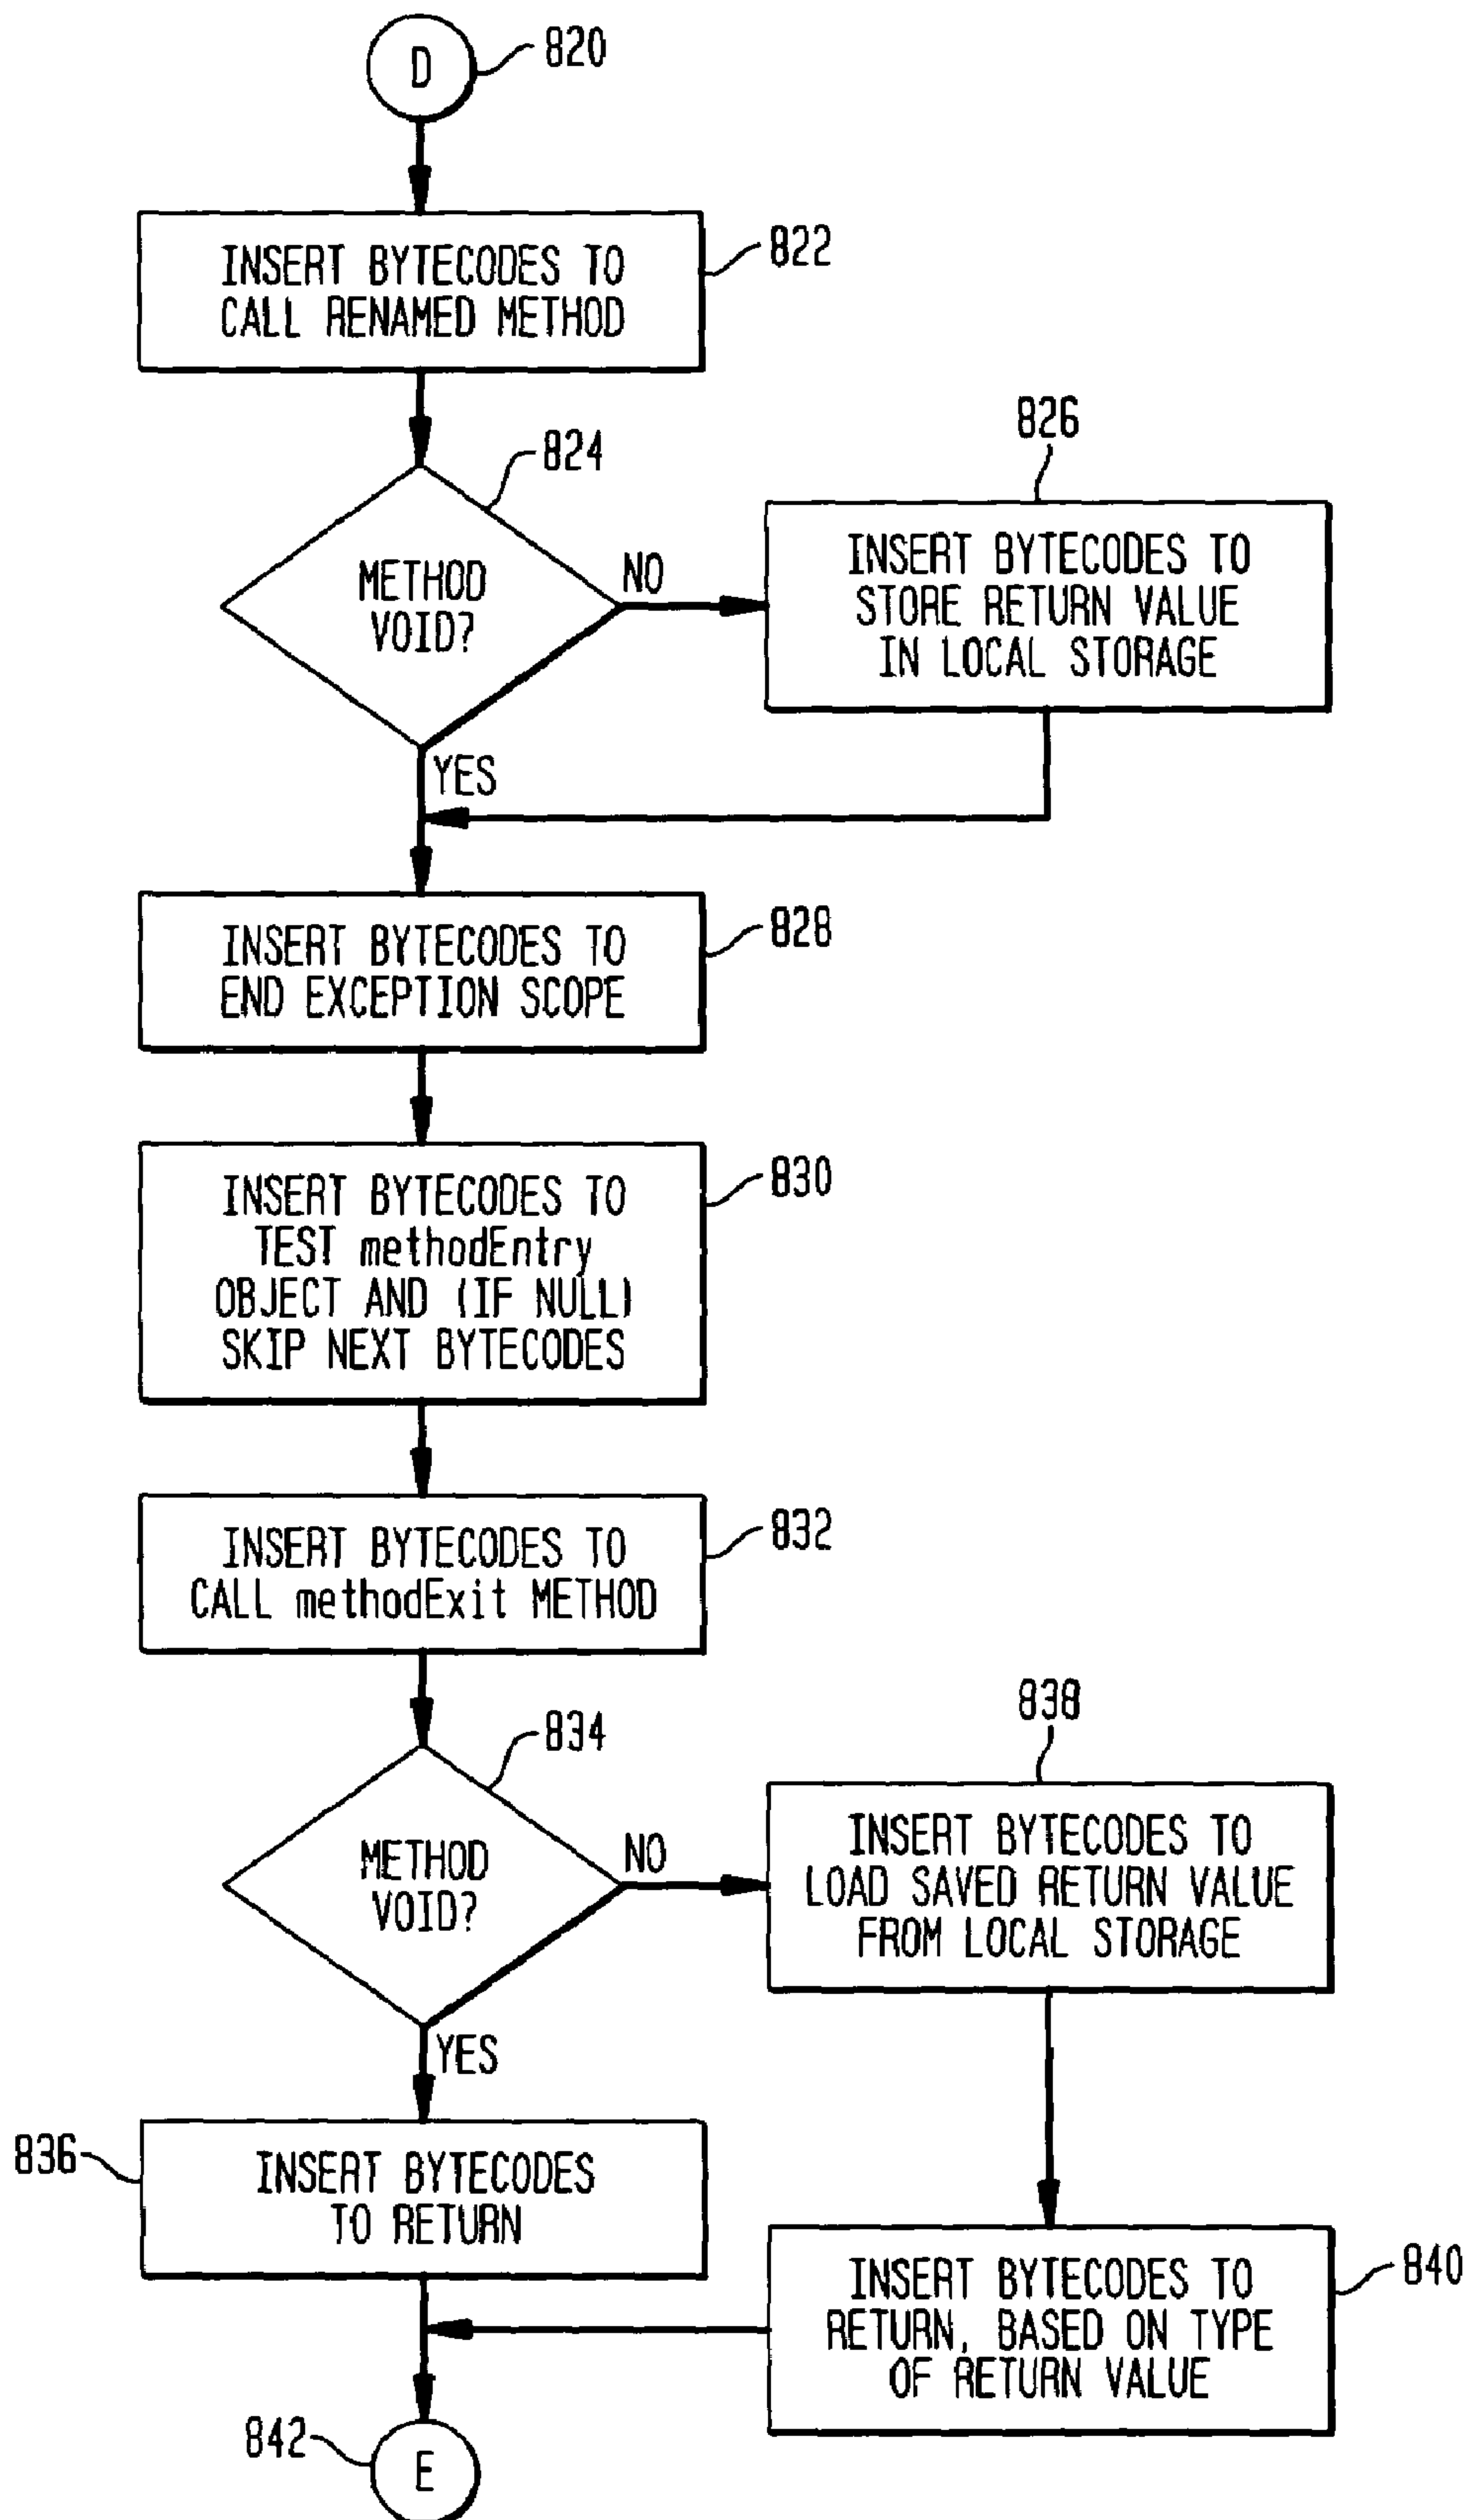 D
820
INSERT BYTECODES TO
CALL RENAMED METHOD
822
824
METHOD
VOID?
NO
YES
826
INSERT BYTECODES TO
STORE RETURN VALUE
IN LOCAL STORAGE
INSERT BYTECODES TO
END EXCEPTION SCOPE
828
INSERT BYTECODES TO
TEST methodEntry
OBJECT AND (IF NULL)
SKIP NEXT BYTECODES
830
INSERT BYTECODES TO
CALL methodExit METHOD
832
834
METHOD
VOID?
NO
YES
838
INSERT BYTECODES TO
LOAD SAVED RETURN VALUE
FROM LOCAL STORAGE
836
INSERT BYTECODES
TO RETURN
INSERT BYTECODES TO
RETURN, BASED ON TYPE
OF RETURN VALUE
840
842
E